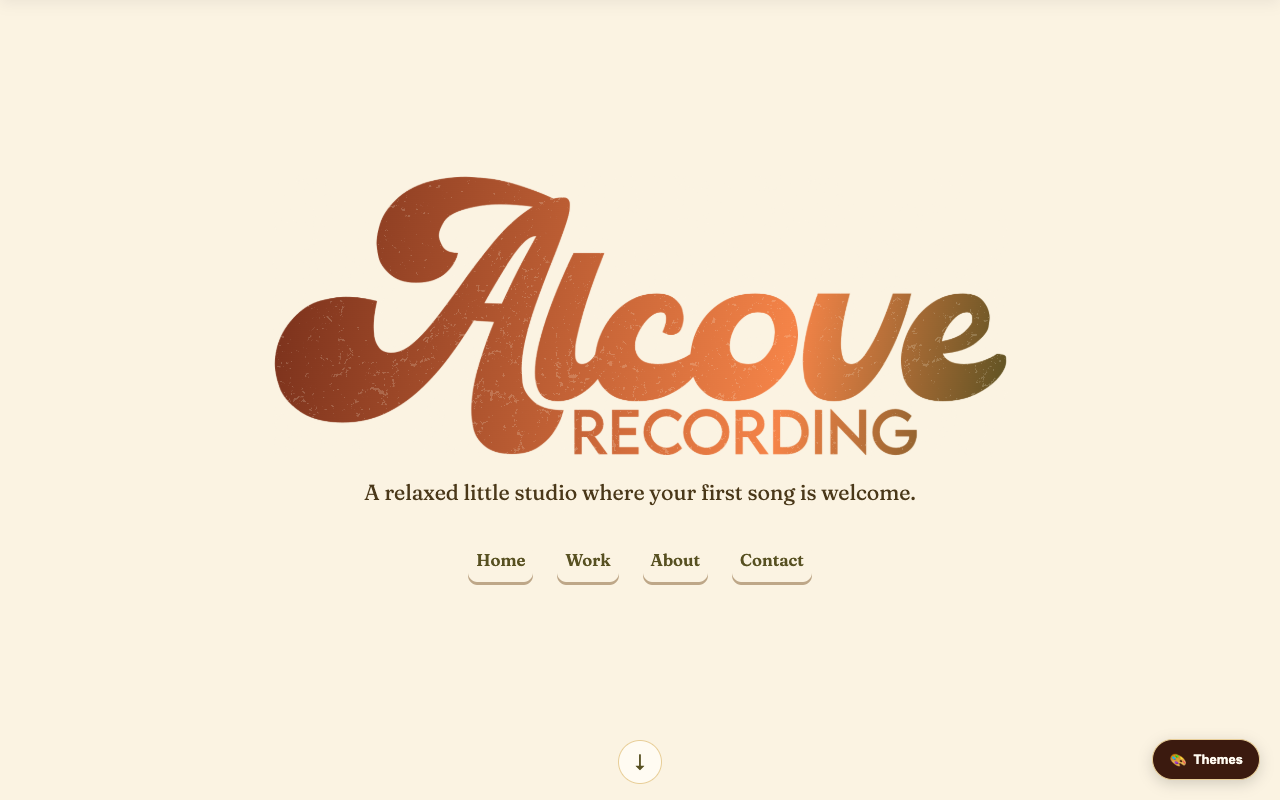 Alcove
RECORDING
A relaxed little studio where your first song is welcome.
Home Work About Contact
Themes